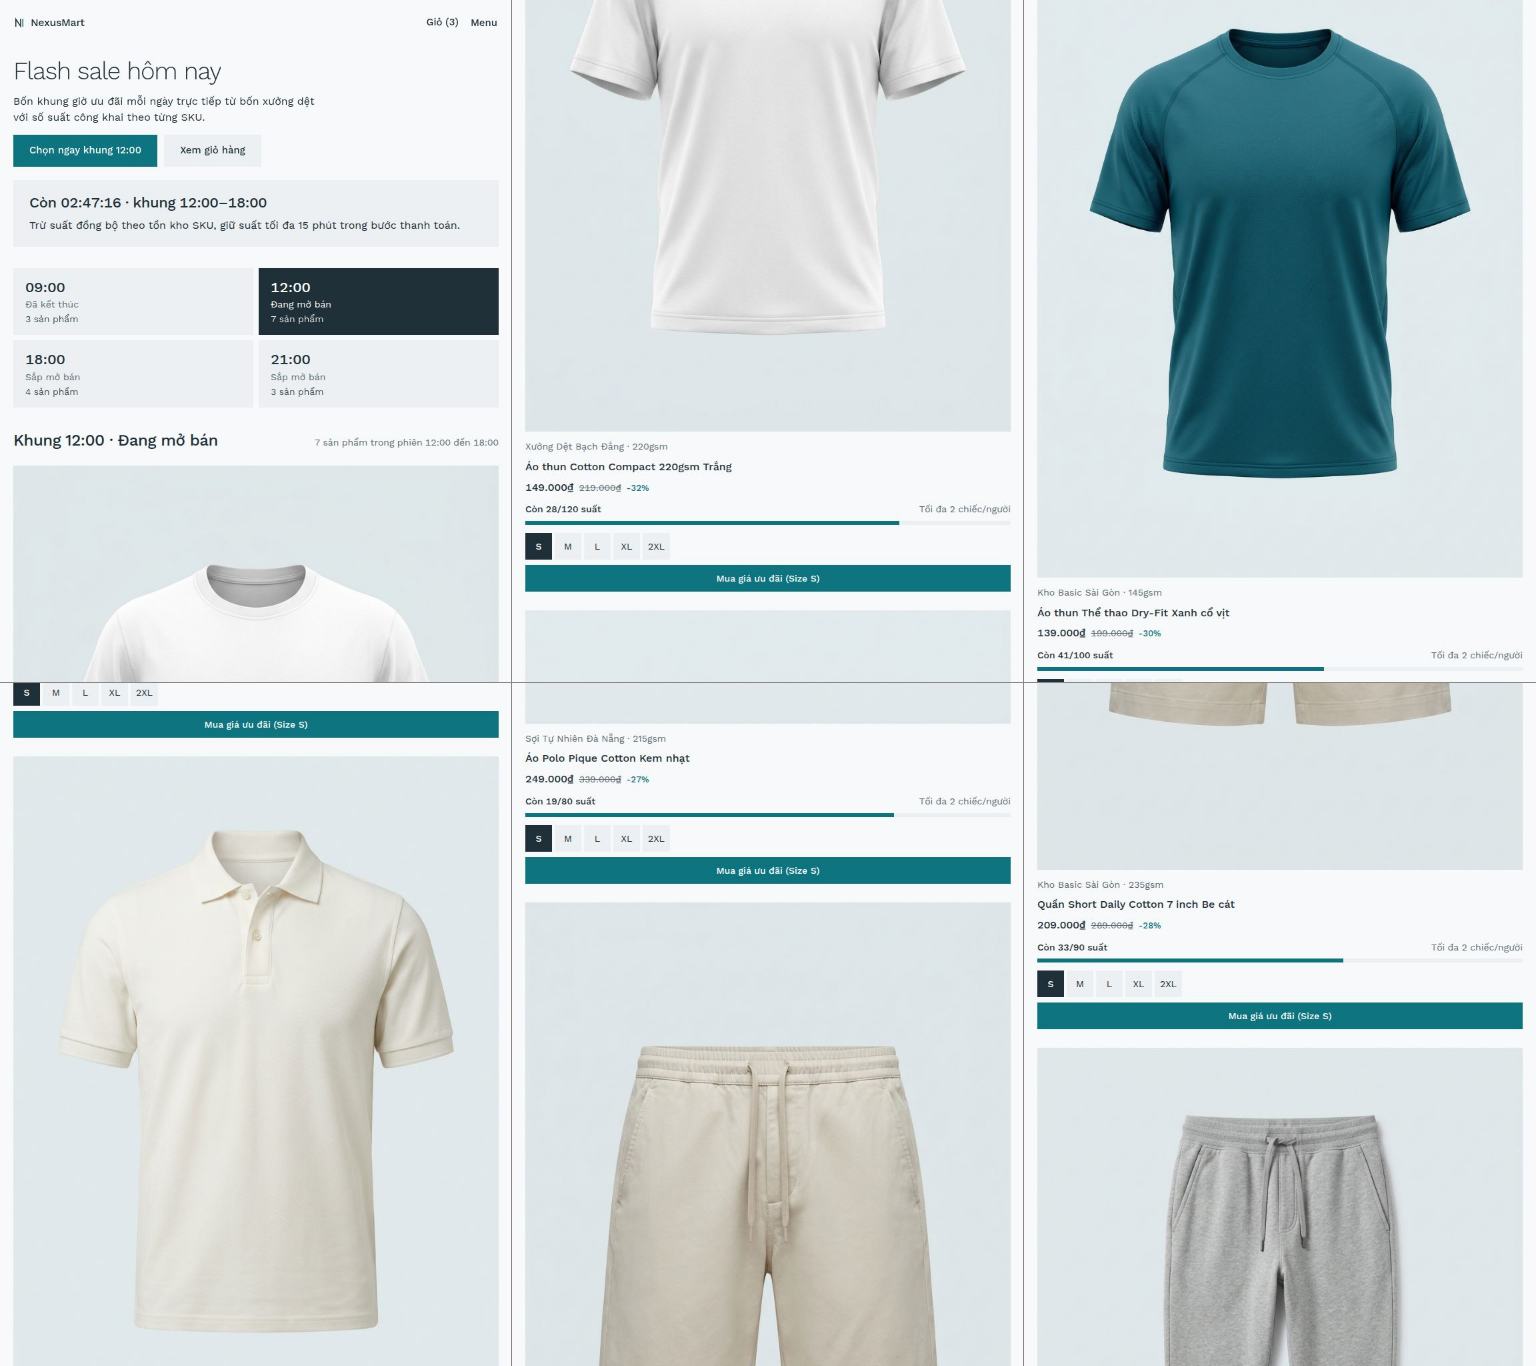 NexusMart
Giỏ (3)
Menu
Flash sale hôm nay
Bốn khung giờ ưu đãi mỗi ngày trực tiếp từ bốn xưởng dệt
với số suất công khai theo từng SKU.
Chọn ngay khung 12:00
Xem giỏ hàng
Còn 02:47:16 · khung 12:00–18:00
Trừ suất đồng bộ theo tồn kho SKU, giữ suất tối đa 15 phút trong bước thanh toán.
09:00
Đã kết thúc
3 sản phẩm
12:00
Đang mở bán
7 sản phẩm
18:00
Sắp mở bán
4 sản phẩm
21:00
Sắp mở bán
3 sản phẩm
Khung 12:00 · Đang mở bán
7 sản phẩm trong phiên 12:00 đến 18:00
Xưởng Dệt Bạch Đằng · 220gsm
Áo thun Cotton Compact 220gsm Trắng
149.000₫ 219.000₫ -32%
Còn 28/120 suất
Tối đa 2 chiếc/người
S M L XL 2XL
Mua giá ưu đãi (Size S)
Kho Basic Sài Gòn · 145gsm
Áo thun Thể thao Dry-Fit Xanh cổ vịt
139.000₫ 199.000₫ -30%
Còn 41/100 suất
Tối đa 2 chiếc/người
S M L XL 2XL
Mua giá ưu đãi (Size S)
Sợi Tự Nhiên Đà Nẵng · 215gsm
Áo Polo Pique Cotton Kem nhạt
249.000₫ 339.000₫ -27%
Còn 19/80 suất
Tối đa 2 chiếc/người
S M L XL 2XL
Mua giá ưu đãi (Size S)
Kho Basic Sài Gòn · 235gsm
Quần Short Daily Cotton 7 inch Be cát
209.000₫ 289.000₫ -28%
Còn 33/90 suất
Tối đa 2 chiếc/người
S M L XL 2XL
Mua giá ưu đãi (Size S)